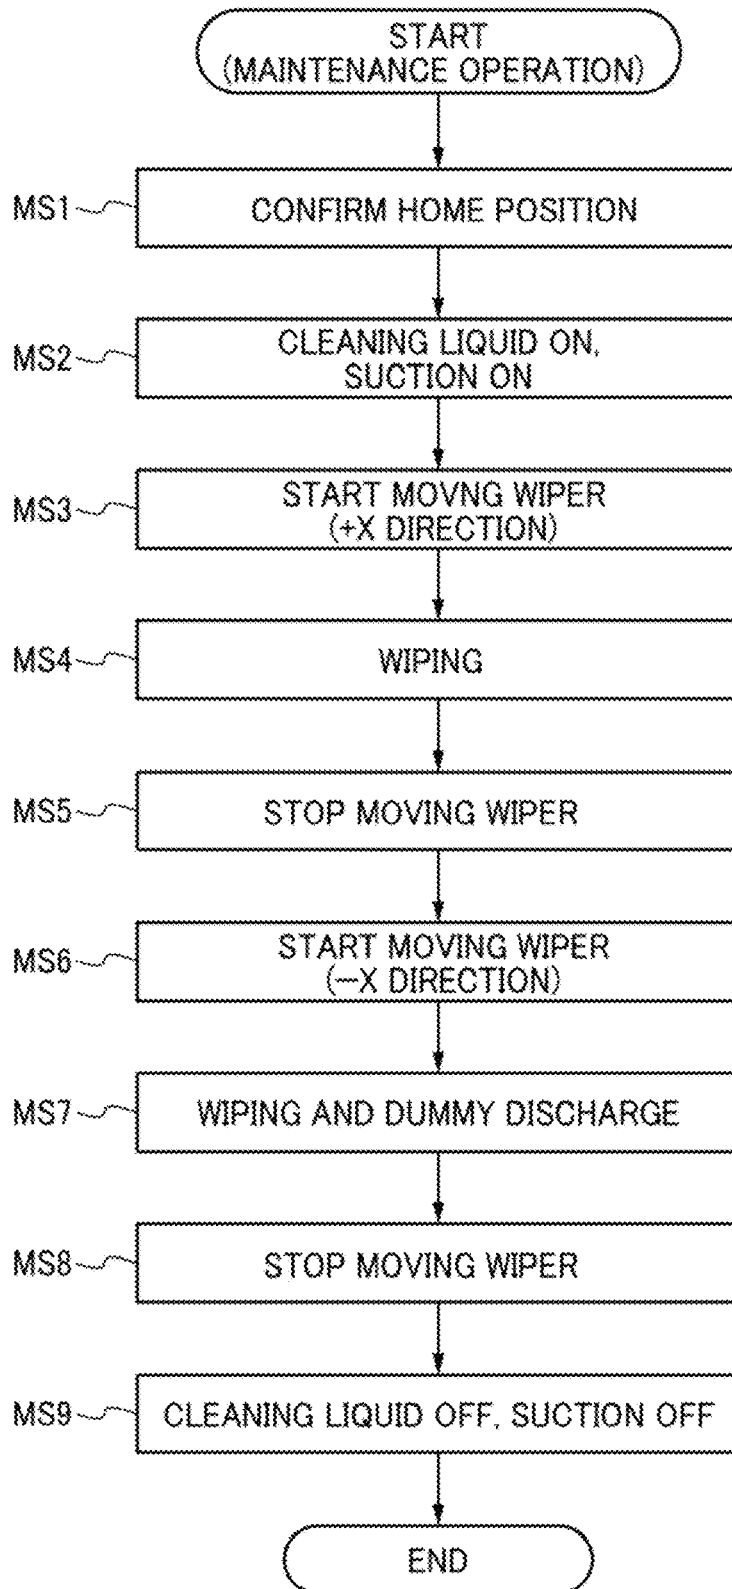 START
(MAINTENANCE OPERATION)
MS1
CONFIRM HOME POSITION
MS2
CLEANING LIQUID ON,
SUCTION ON
MS3
START MOVNG WIPER
(+X DIRECTION)
MS4
WIPING
MS5
STOP MOVING WIPER
MS6
START MOVING WIPER
(—X DIRECTION)
MS7
WIPING AND DUMMY DISCHARGE
MS8
STOP MOVING WIPER
MS9
CLEANING LIQUID OFF, SUCTION OFF
END